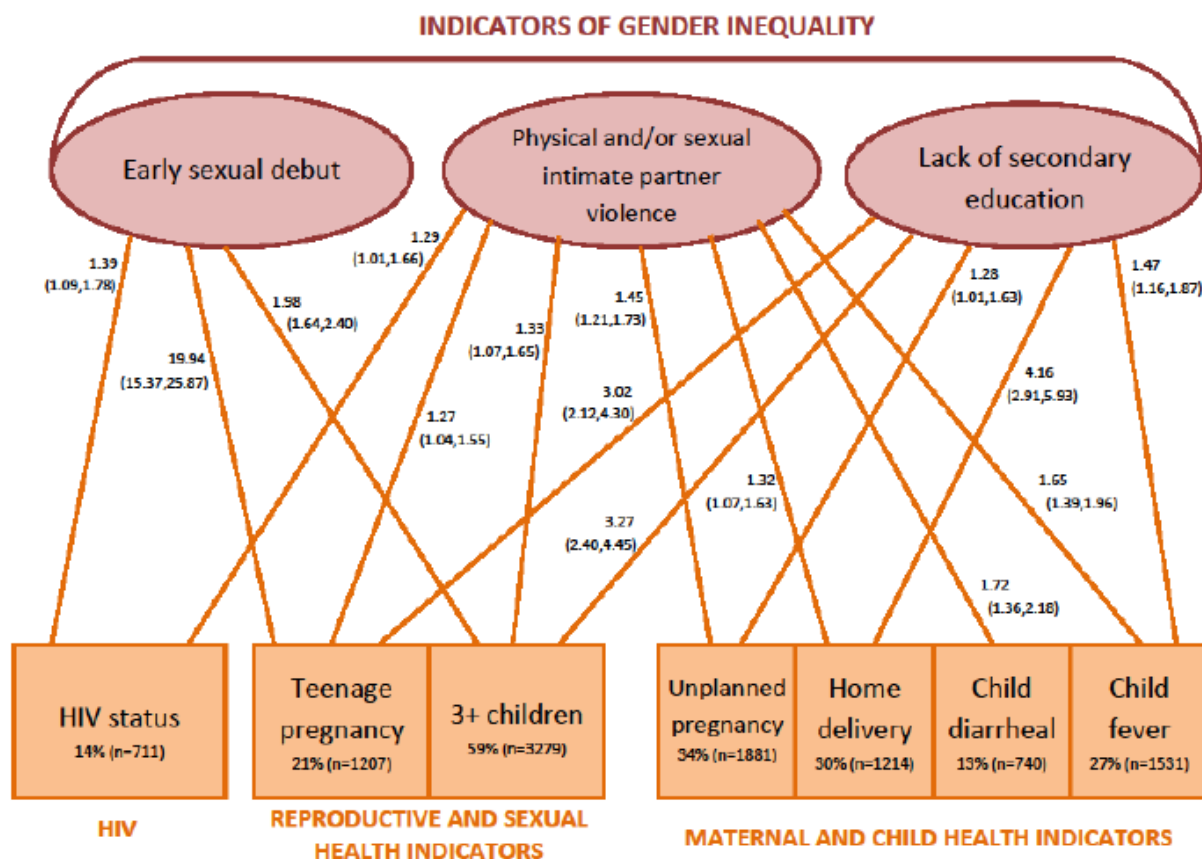 INDICATORS OF GENDER INEQUALITY
Early sexual debut
Physical and/or sexual
intimate partner
violence
Lack of secondary
education
1.39
(1.09,1.78)
19.94
(15.37,25.87)
1.98
(1.64,2.40)
1.29
(1.01,1.66)
1.27
(1.04,1.55)
1.33
(1.07,1.65)
1.45
(1.21,1.73)
3.02
(2.12,4.30)
3.27
(2.40,4.45)
1.32
(1.07,1.63)
1.28
(1.01,1.63)
4.16
(2.91,5.93)
1.47
(1.16,1.87)
1.65
(1.39,1.96)
1.72
(1.36,2.18)
HIV status
14% (n=711)
Teenage
pregnancy
21% (n=1207)
3+ children
59% (n=3279)
Unplanned
pregnancy
34% (n=1881)
Home
delivery
30% (n=1214)
Child
diarrheal
13% (n=740)
Child
fever
27% (n=1531)
HIV
REPRODUCTIVE AND SEXUAL
HEALTH INDICATORS
MATERNAL AND CHILD HEALTH INDICATORS